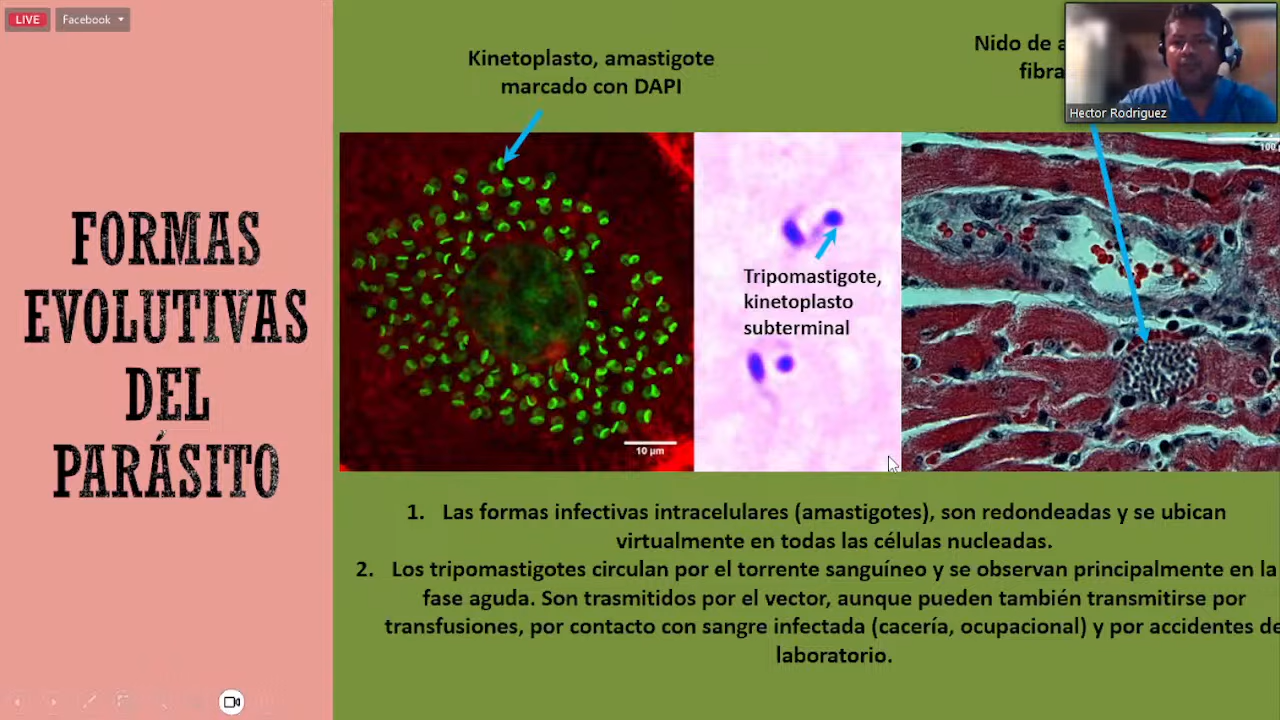 LIVE
Facebook
Kinetoplasto, amastigote
marcado con DAPI
Nido de
fibra
Hector Rodriguez
100
FORMAS
EVOLUTIVAS
DEL
PARÁSITO
Tripomastigote,
kinetoplasto
subterminal
10 µm
1. Las formas infectivas intracelulares (amastigotes), son redondeadas y se ubican
virtualmente en todas las células nucleadas.
2. Los tripomastigotes circulan por el torrente sanguíneo y se observan principalmente en la
fase aguda. Son trasmitidos por el vector, aunque pueden también transmitirse por
transfusiones, por contacto con sangre infectada (cacería, ocupacional) y por accidentes de
laboratorio.